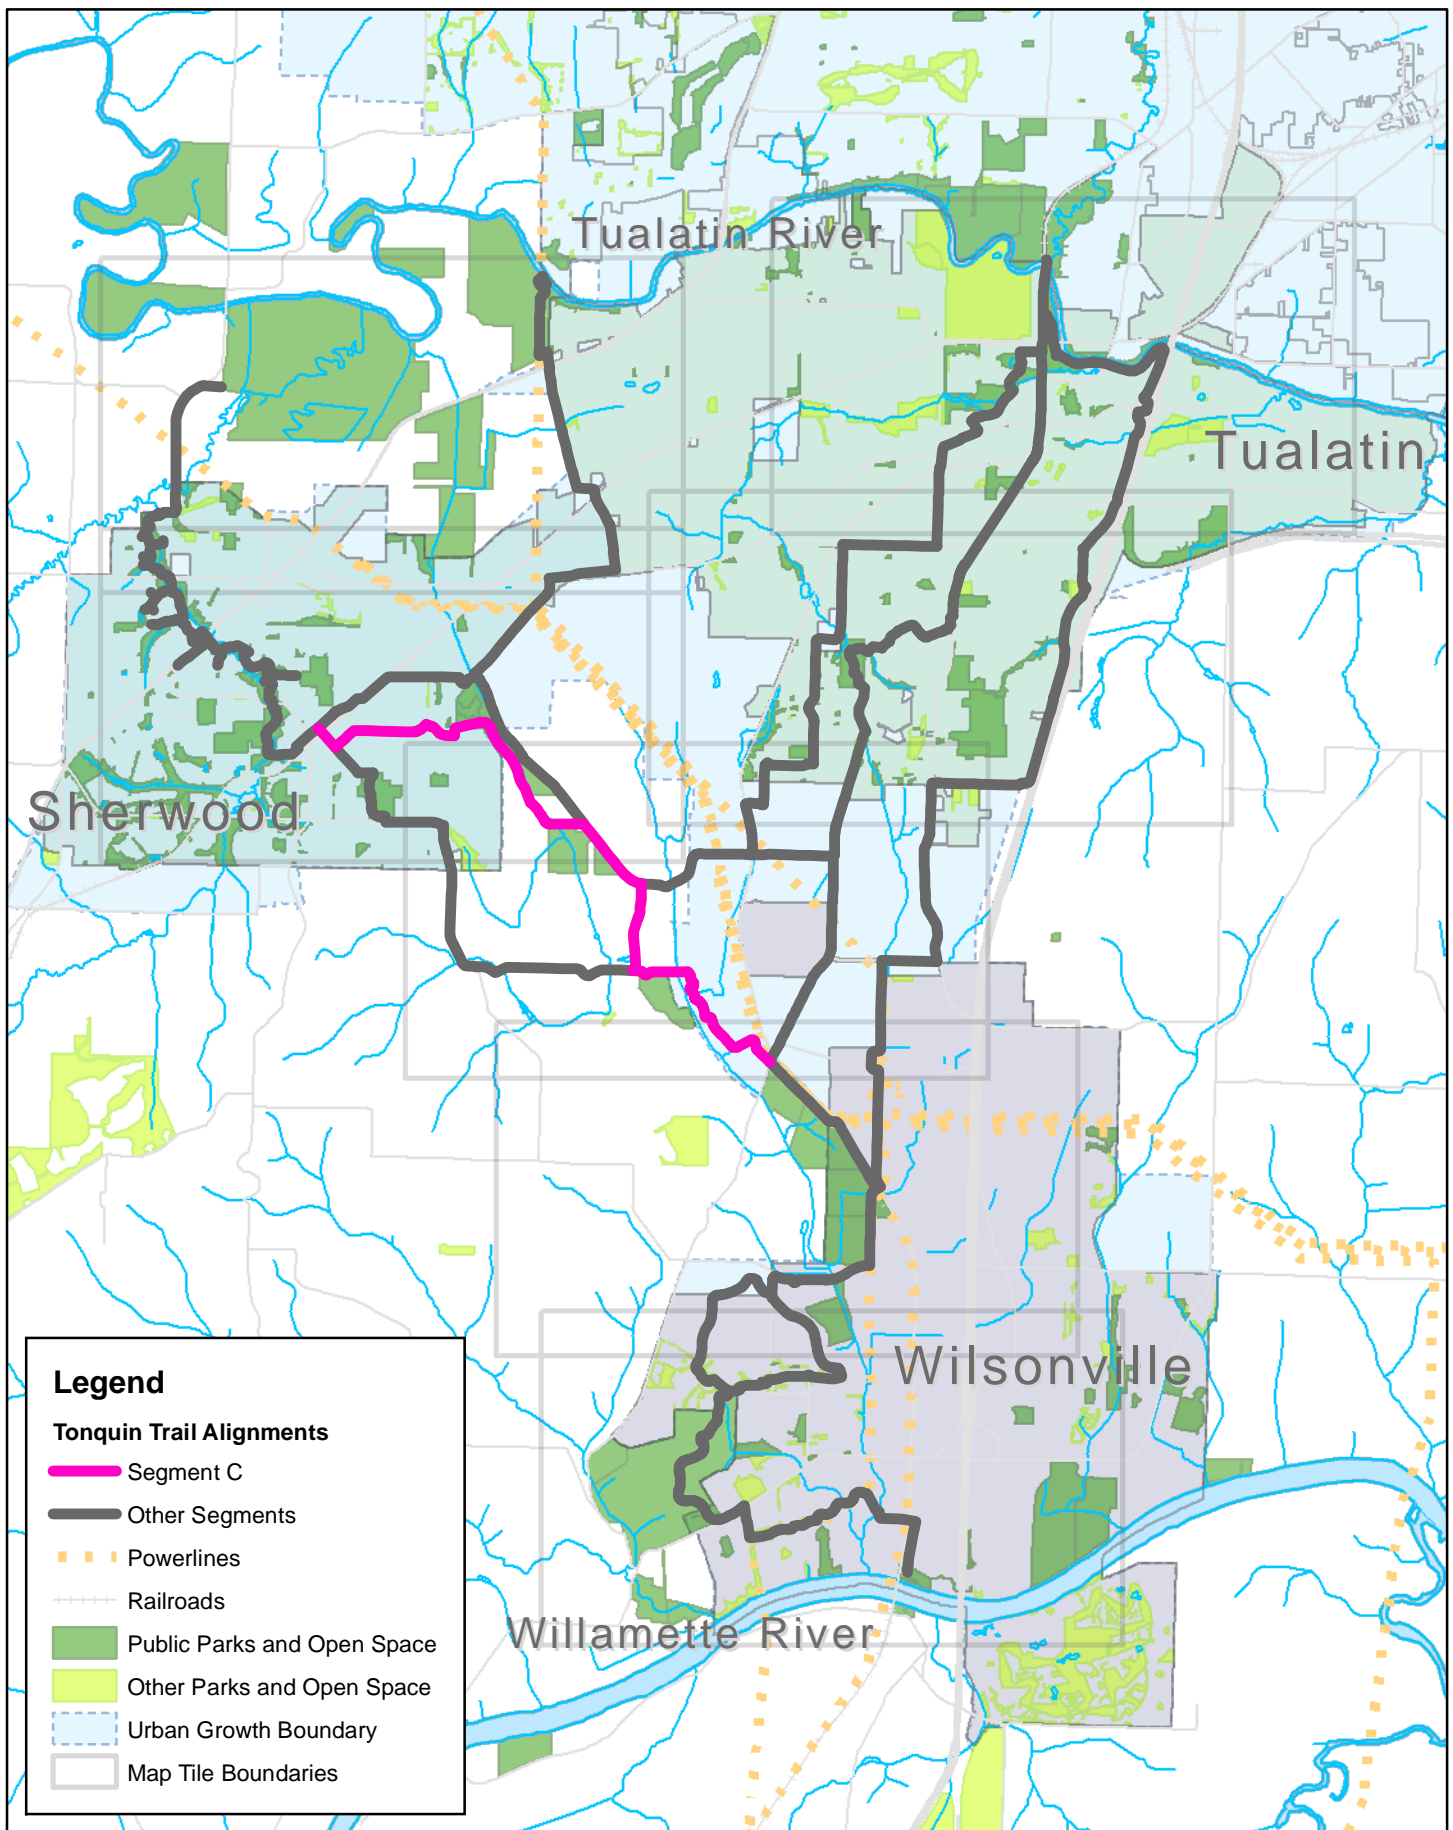 Tualatin River
Tualatin
Sherwood
Wilsonville
Willamette River
Legend
Tonquin Trail Alignments
Segment C
Other Segments
Powerlines
Railroads
Public Parks and Open Space
Other Parks and Open Space
Urban Growth Boundary
Map Tile Boundaries